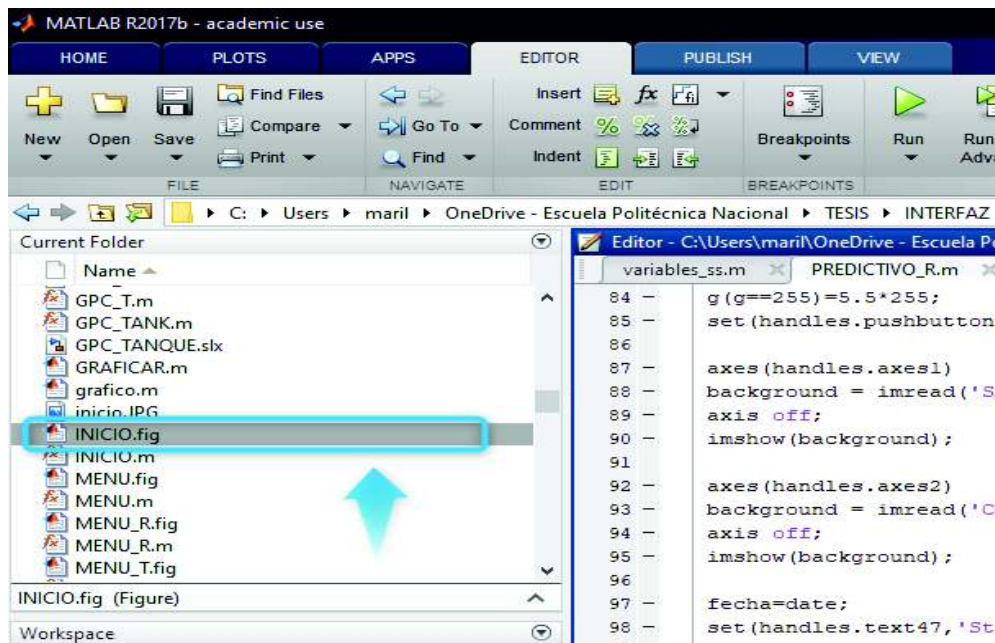 MATLAB R2017b - academic use
HOME PLOTS APPS EDITOR PUBLISH VIEW
New Open Save
Find Files
Compare
Print
FILE
Go To
Find
NAVIGATE
Insert fx
Comment
Indent
EDIT
Breakpoints
BREAKPOINTS
Run
Run
Adva
C: Users maril OneDrive - Escuela Politécnica Nacional TESIS INTERFAZ
Current Folder
Name
GPC_T.m
GPC_TANK.m
GPC_TANQUE.slx
GRAFICAR.m
grafico.m
inicio.JPG
INICIO.fig
INICIO.m
MENU.fig
MENU.m
MENU_R.fig
MENU_R.m
MENU_T.fig
INICIO.fig (Figure)
Workspace
Editor - C:\Users\maril\OneDrive - Escuela Po
variables_ss.m PREDICTIVO_R.m
84 – g(g==255)=5.5*255;
85 – set(handles.pushbutton
86
87 – axes(handles.axes1)
88 – background = imread('S
89 – axis off;
90 – imshow(background);
91
92 – axes(handles.axes2)
93 – background = imread('C
94 – axis off;
95 – imshow(background);
96
97 – fecha=date;
98 – set(handles.text47,'St